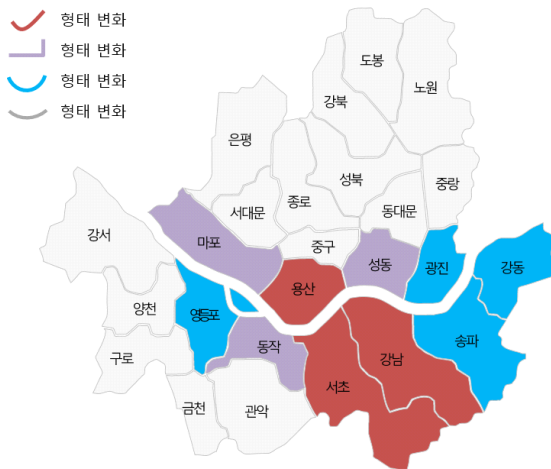 형태 변화
형태 변화
형태 변화
형태 변화
도봉
노원
강북
은평
성북
중랑
종로
서대문
동대문
강서
마포
중구
성동
광진
강동
용산
양천
영등포
송파
동작
구로
강남
서초
금천
관악